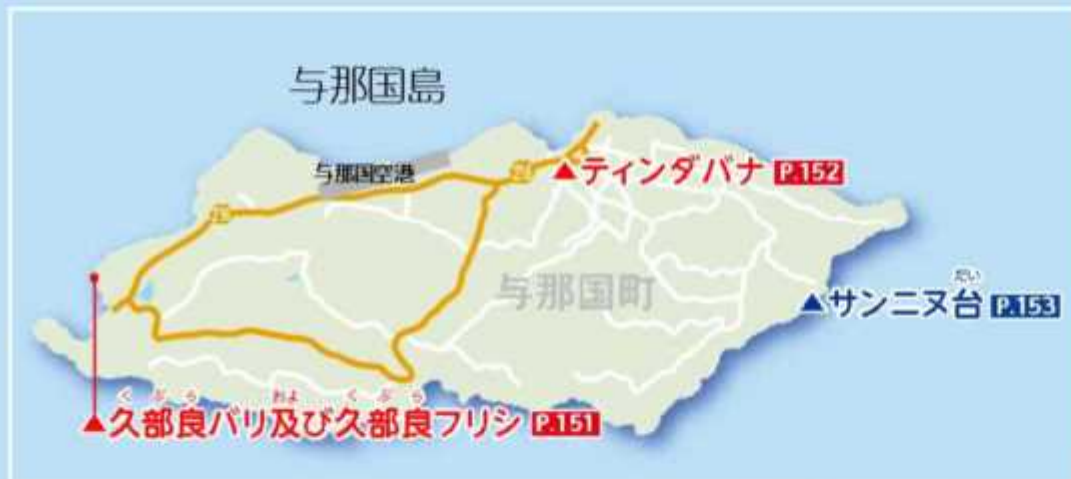 与那国島
与那国空港
ティンダバナ P.152
与那国町
だい
サンニヌ台 P.153
くぶら および くぶら
久部良バリ及び久部良フリシ P.151